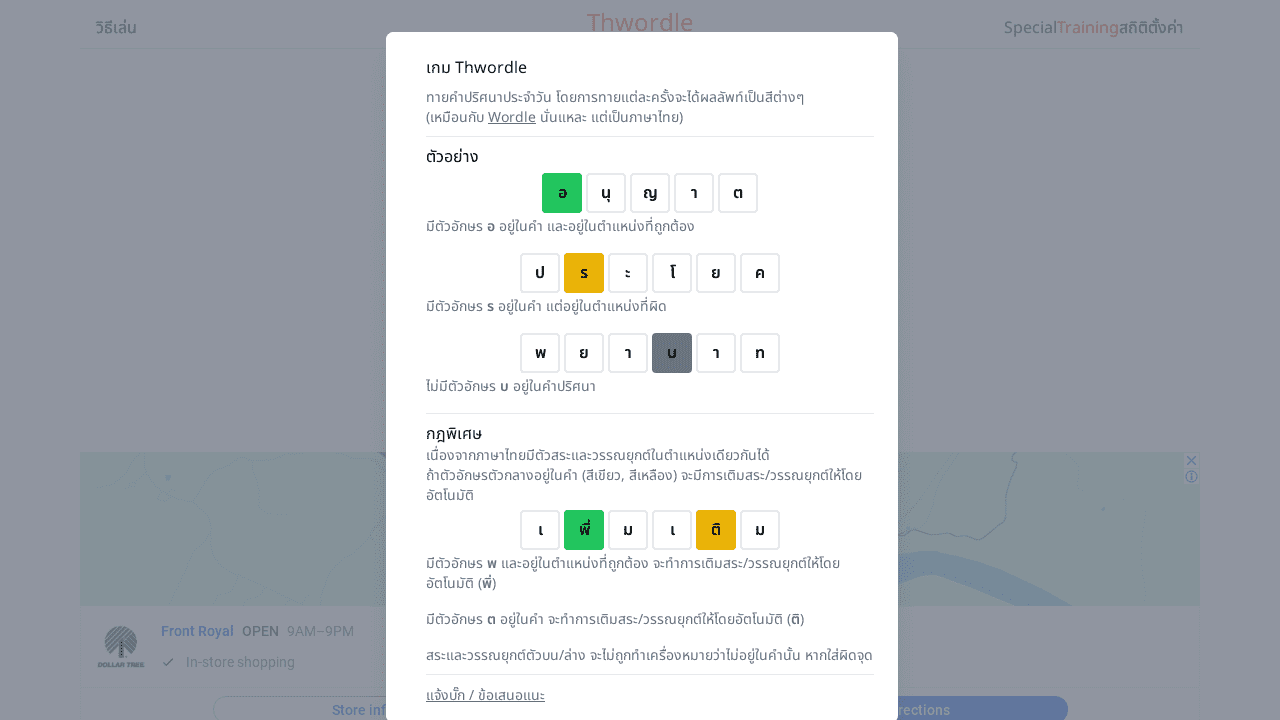 วิธีเล่น
Thwordle
Special Training สถิติ ตั้งค่า
เกม Thwordle
ทายคำปริศนาประจำวัน โดยการทายแต่ละครั้งจะได้ผลลัพท์เป็นสีต่างๆ
(เหมือนกับ Wordle นั่นแหละ แต่เป็นภาษาไทย)
ตัวอย่าง
อ นุ ญ า ต
มีตัวอักษร อ อยู่ในคำ และอยู่ในตำแหน่งที่ถูกต้อง
ป ร ะ โ ย ค
มีตัวอักษร ร อยู่ในคำ แต่อยู่ในตำแหน่งที่ผิด
พ ย า บ า ท
ไม่มีตัวอักษร บ อยู่ในคำปริศนา
กฎพิเศษ
เนื่องจากภาษาไทยมีตัวสระและวรรณยุกต์ในตำแหน่งเดียวกันได้
ถ้าตัวอักษรตัวกลางอยู่ในคำ (สีเขียว, สีเหลือง) จะมีการเติมสระ/วรรณยุกต์ให้โดย
อัตโนมัติ
เ พี่ ม เ ติ ม
มีตัวอักษร พ และอยู่ในตำแหน่งที่ถูกต้อง จะทำการเติมสระ/วรรณยุกต์ให้โดย
อัตโนมัติ (พี่)
มีตัวอักษร ต อยู่ในคำ จะทำการเติมสระ/วรรณยุกต์ให้โดยอัตโนมัติ (ติ)
สระและวรรณยุกต์ตัวบน/ล่าง จะไม่ถูกทำเครื่องหมายว่าไม่อยู่ในคำนั้น หากใส่ผิดจุด
แจ้งบั๊ก / ข้อเสนอแนะ
DOLLAR TREE
Front Royal OPEN 9AM–9PM
In-store shopping
Store inf
rections